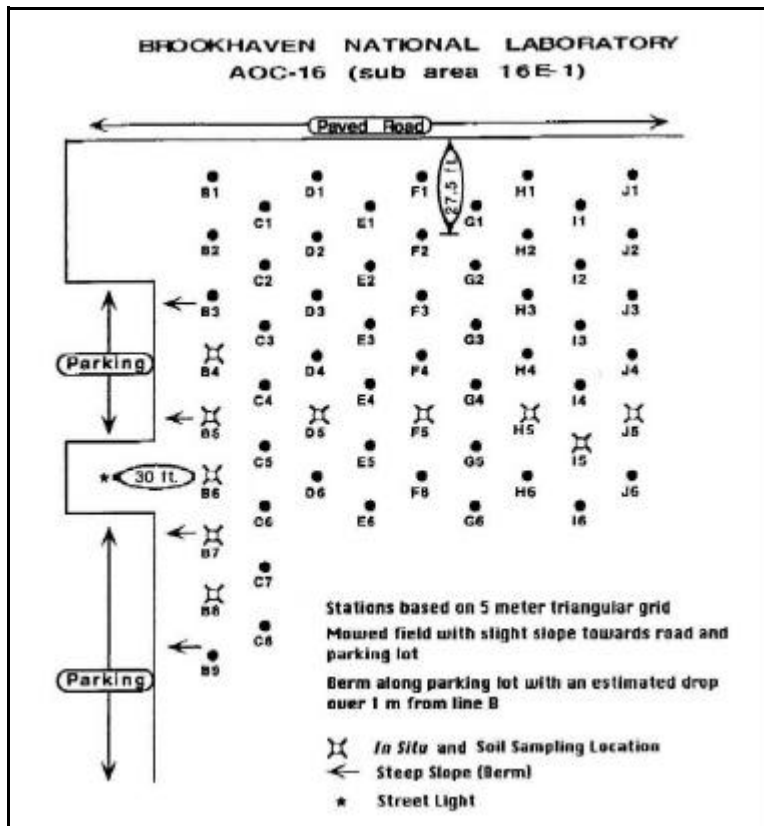 BROOKHAVEN NATIONAL LABORATORY
AOC-16 (sub area 16E-1)
Paved Road
27.5 ft.
B1 D1 F1 H1 J1
C1 E1 G1 I1
B2 D2 F2 H2 J2
C2 E2 G2 I2
B3 D3 F3 H3 J3
C3 E3 G3 I3
Parking
B4 D4 F4 H4 J4
C4 E4 G4 I4
B5 D5 F5 H5 J5
C5 E5 G5 I5
30 ft.
B6 D6 F6 H6 J6
C6 E6 G6 I6
B7
C7
B8
C8
B9
Parking
Stations based on 5 meter triangular grid
Mowed field with slight slope towards road and
parking lot
Berm along parking lot with an estimated drop
over 1 m from line B
In Situ and Soil Sampling Location
Steep Slope (Berm)
Street Light